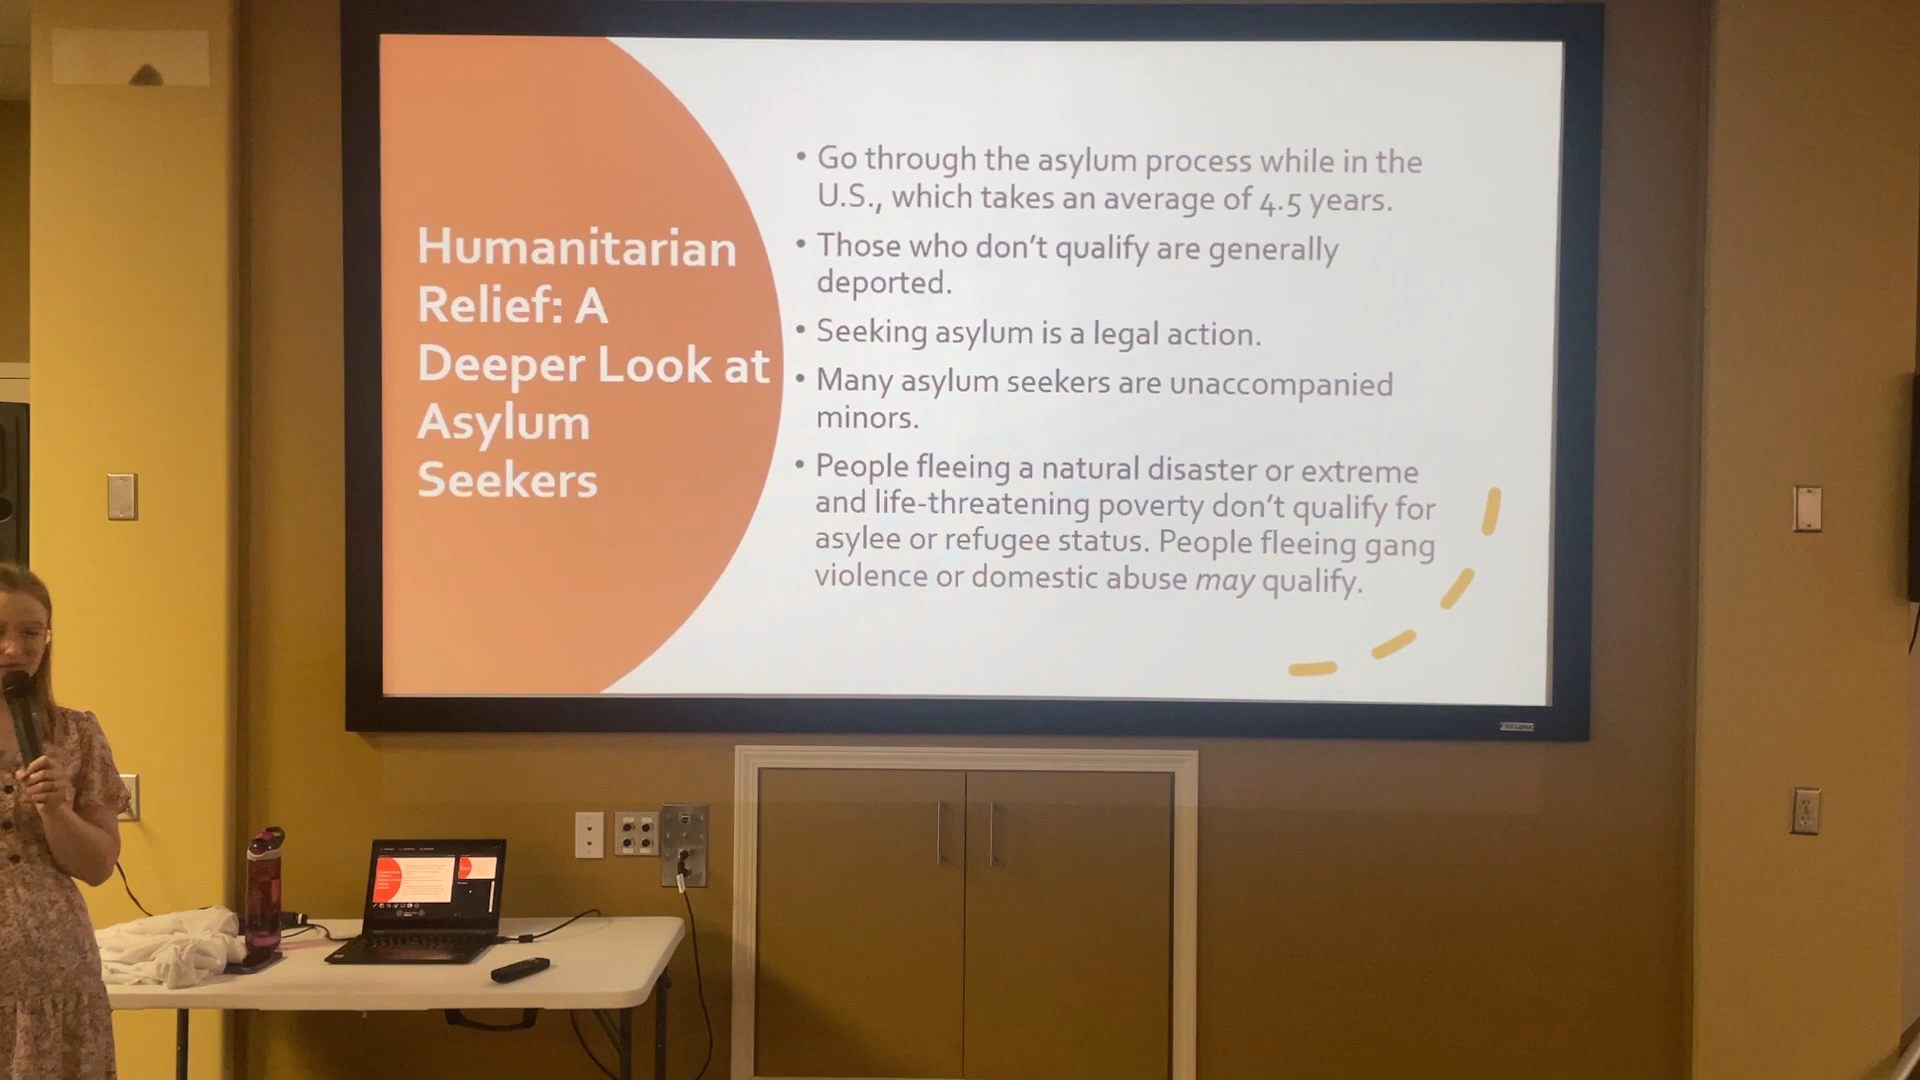 Humanitarian
Relief: A
Deeper Look at
Asylum
Seekers
• Go through the asylum process while in the
U.S., which takes an average of 4.5 years.
• Those who don't qualify are generally
deported.
• Seeking asylum is a legal action.
• Many asylum seekers are unaccompanied
minors.
• People fleeing a natural disaster or extreme
and life-threatening poverty don't qualify for
asylee or refugee status. People fleeing gang
violence or domestic abuse may qualify.